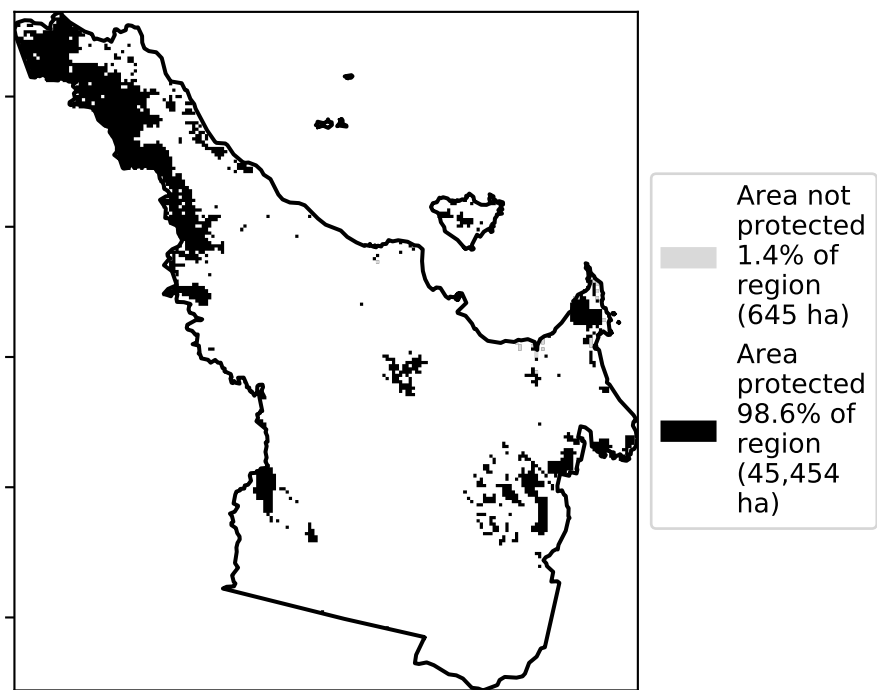 Area not
protected
1.4% of
region
(645 ha)
Area
protected
98.6% of
region
(45,454
ha)